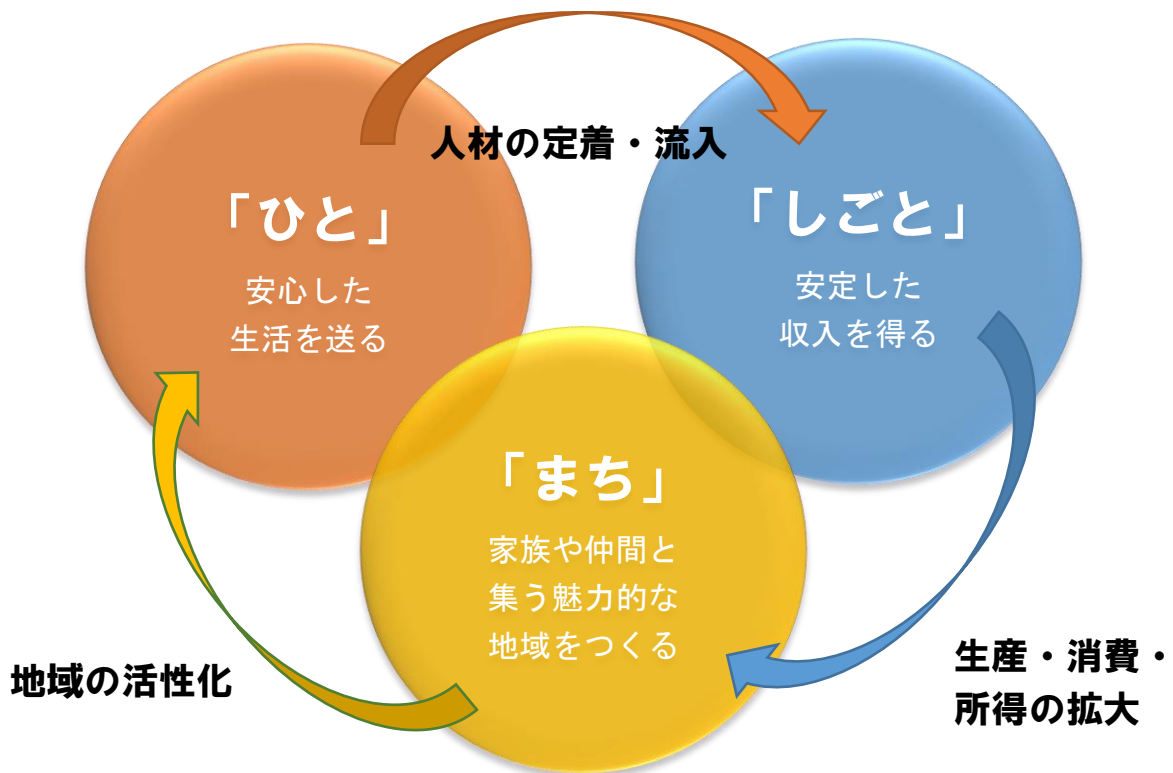 人材の定着・流入
「ひと」
安心した
生活を送る
「しごと」
安定した
収入を得る
「まち」
家族や仲間と
集う魅力的な
地域をつくる
地域の活性化
生産・消費・
所得の拡大